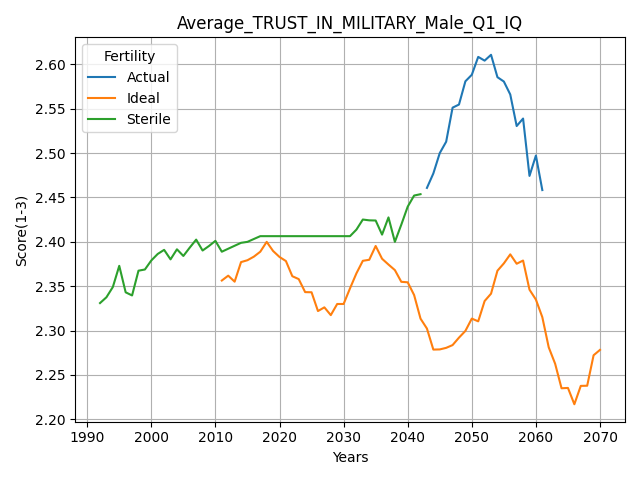 Average_TRUST_IN_MILITARY_Male_Q1_IQ
Fertility
Actual
Ideal
Sterile
Score(1-3)
2.60
2.55
2.50
2.45
2.40
2.35
2.30
2.25
2.20
1990 2000 2010 2020 2030 2040 2050 2060 2070
Years